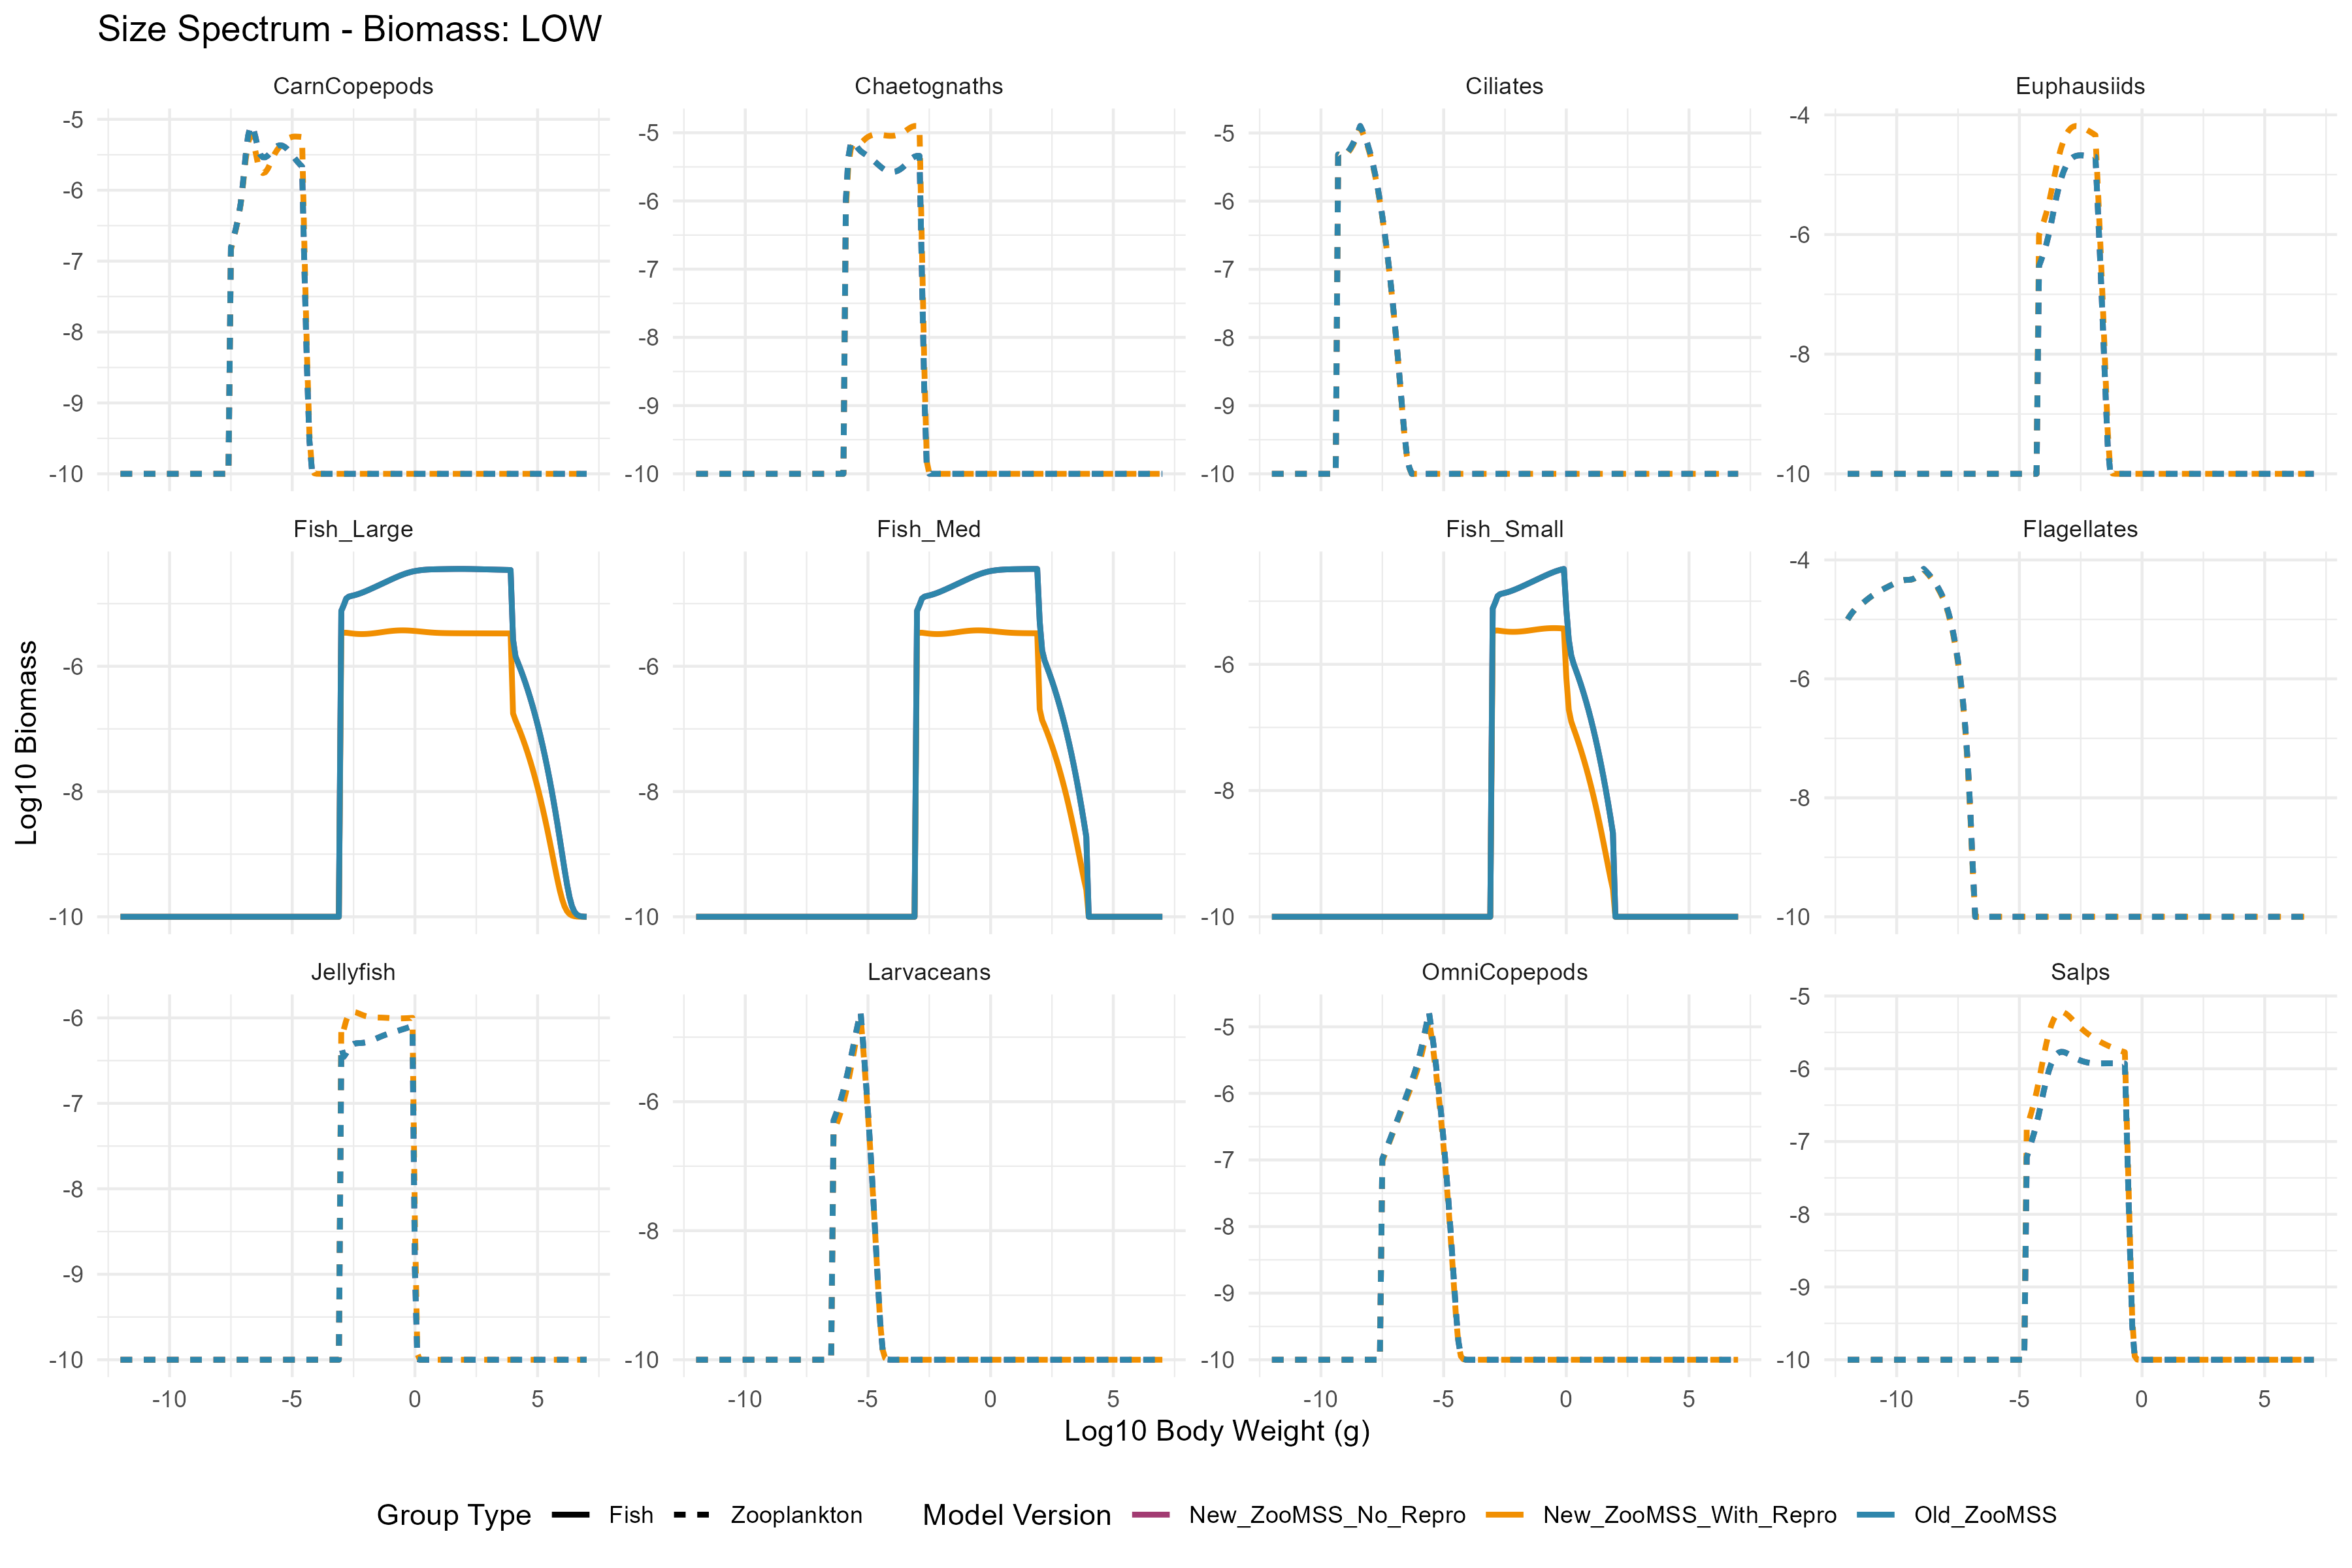 Size Spectrum - Biomass: LOW
CarnCopepods Chaetognaths Ciliates Euphausiids
-5 -6 -7 -8 -9 -10
-5 -6 -7 -8 -9 -10
-5 -6 -7 -8 -9 -10
-4 -6 -8 -10
Fish_Large Fish_Med Fish_Small Flagellates
-6 -8 -10
-6 -8 -10
-6 -8 -10
-4 -6 -8 -10
Log10 Biomass
Jellyfish Larvaceans OmniCopepods Salps
-6 -7 -8 -9 -10
-6 -8 -10
-5 -6 -7 -8 -9 -10
-5 -6 -7 -8 -9 -10
-10 -5 0 5 -10 -5 0 5 -10 -5 0 5 -10 -5 0 5
Log10 Body Weight (g)
Group Type Fish Zooplankton Model Version New_ZooMSS_No_Repro New_ZooMSS_With_Repro Old_ZooMSS